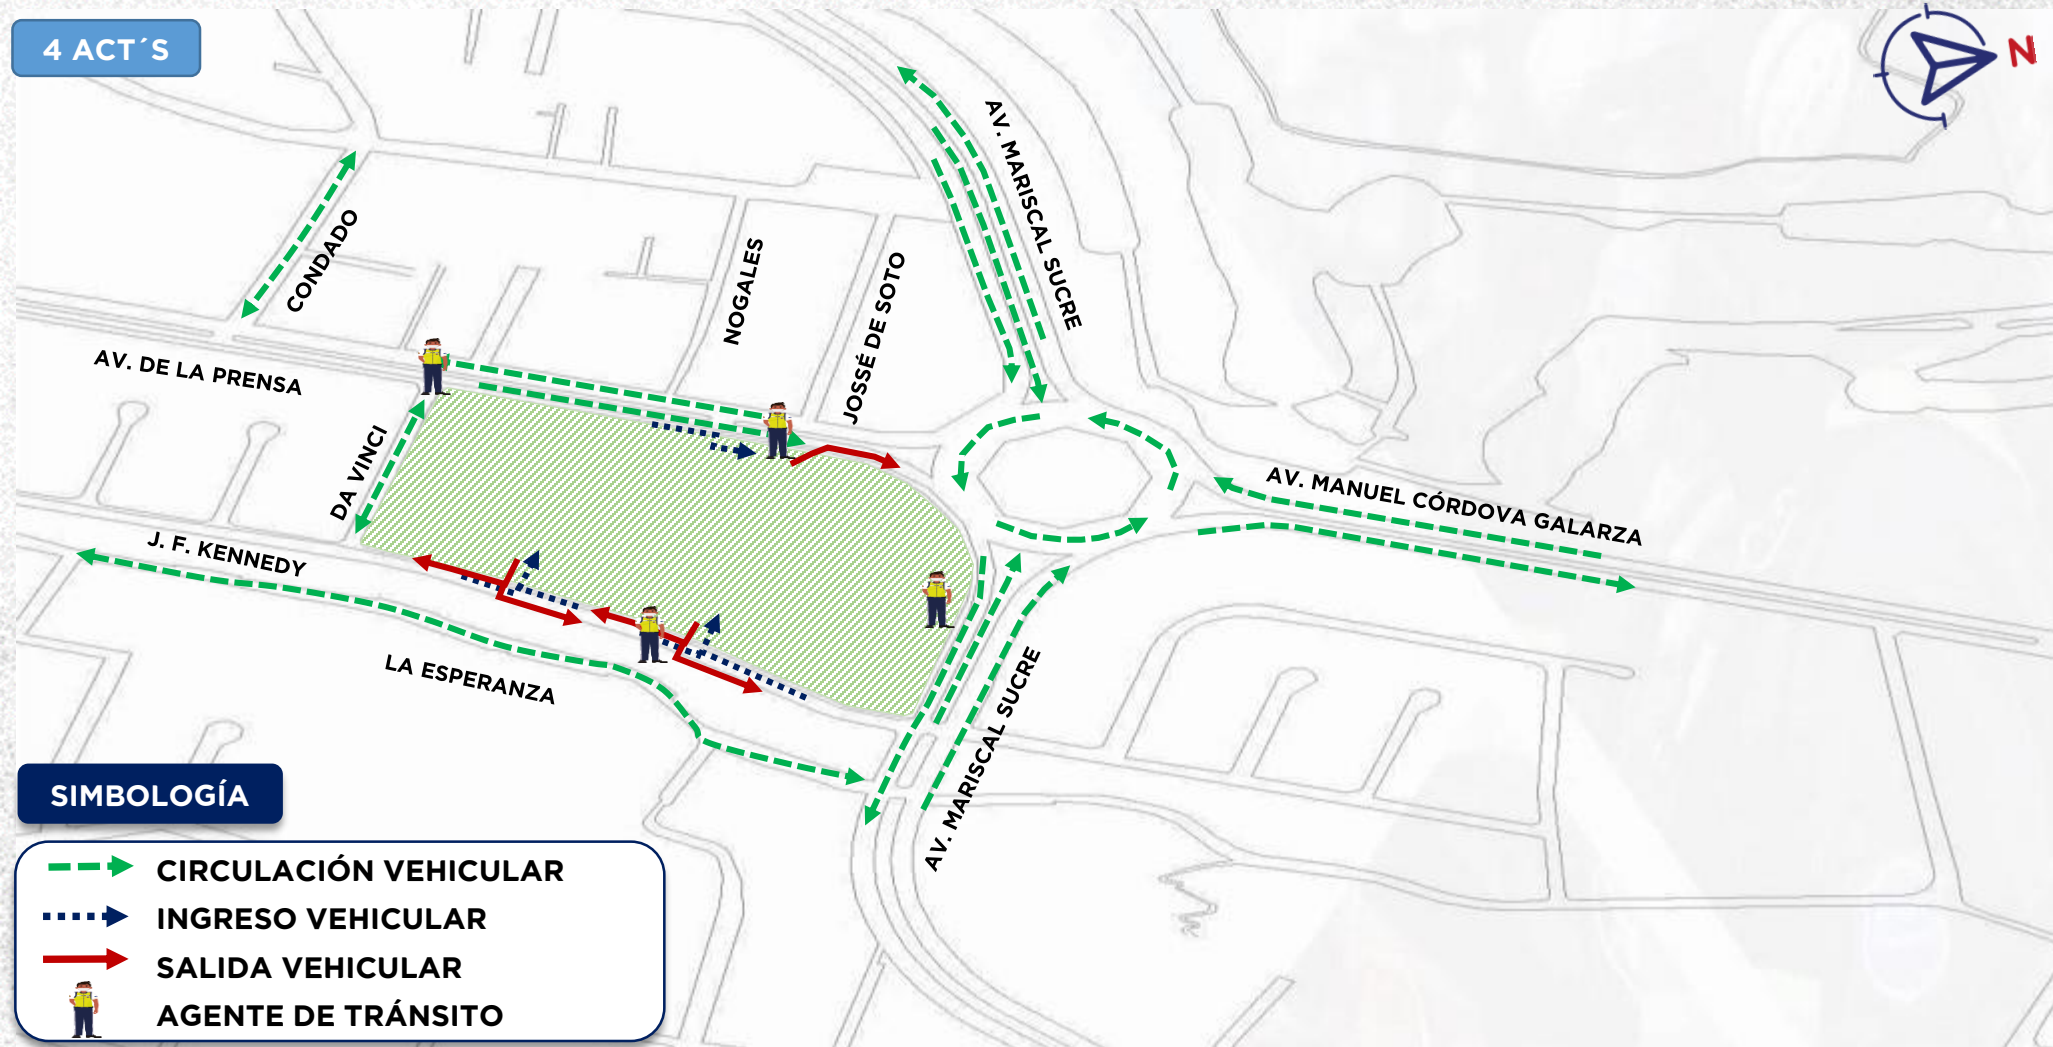 4 ACT´S
N
AV. MARISCAL SUCRE
CONDADO
NOGALES
JOSSÉ DE SOTO
AV. DE LA PRENSA
DA VINCI
AV. MANUEL CÓRDOVA GALARZA
J. F. KENNEDY
LA ESPERANZA
AV. MARISCAL SUCRE
SIMBOLOGÍA
CIRCULACIÓN VEHICULAR
INGRESO VEHICULAR
SALIDA VEHICULAR
AGENTE DE TRÁNSITO